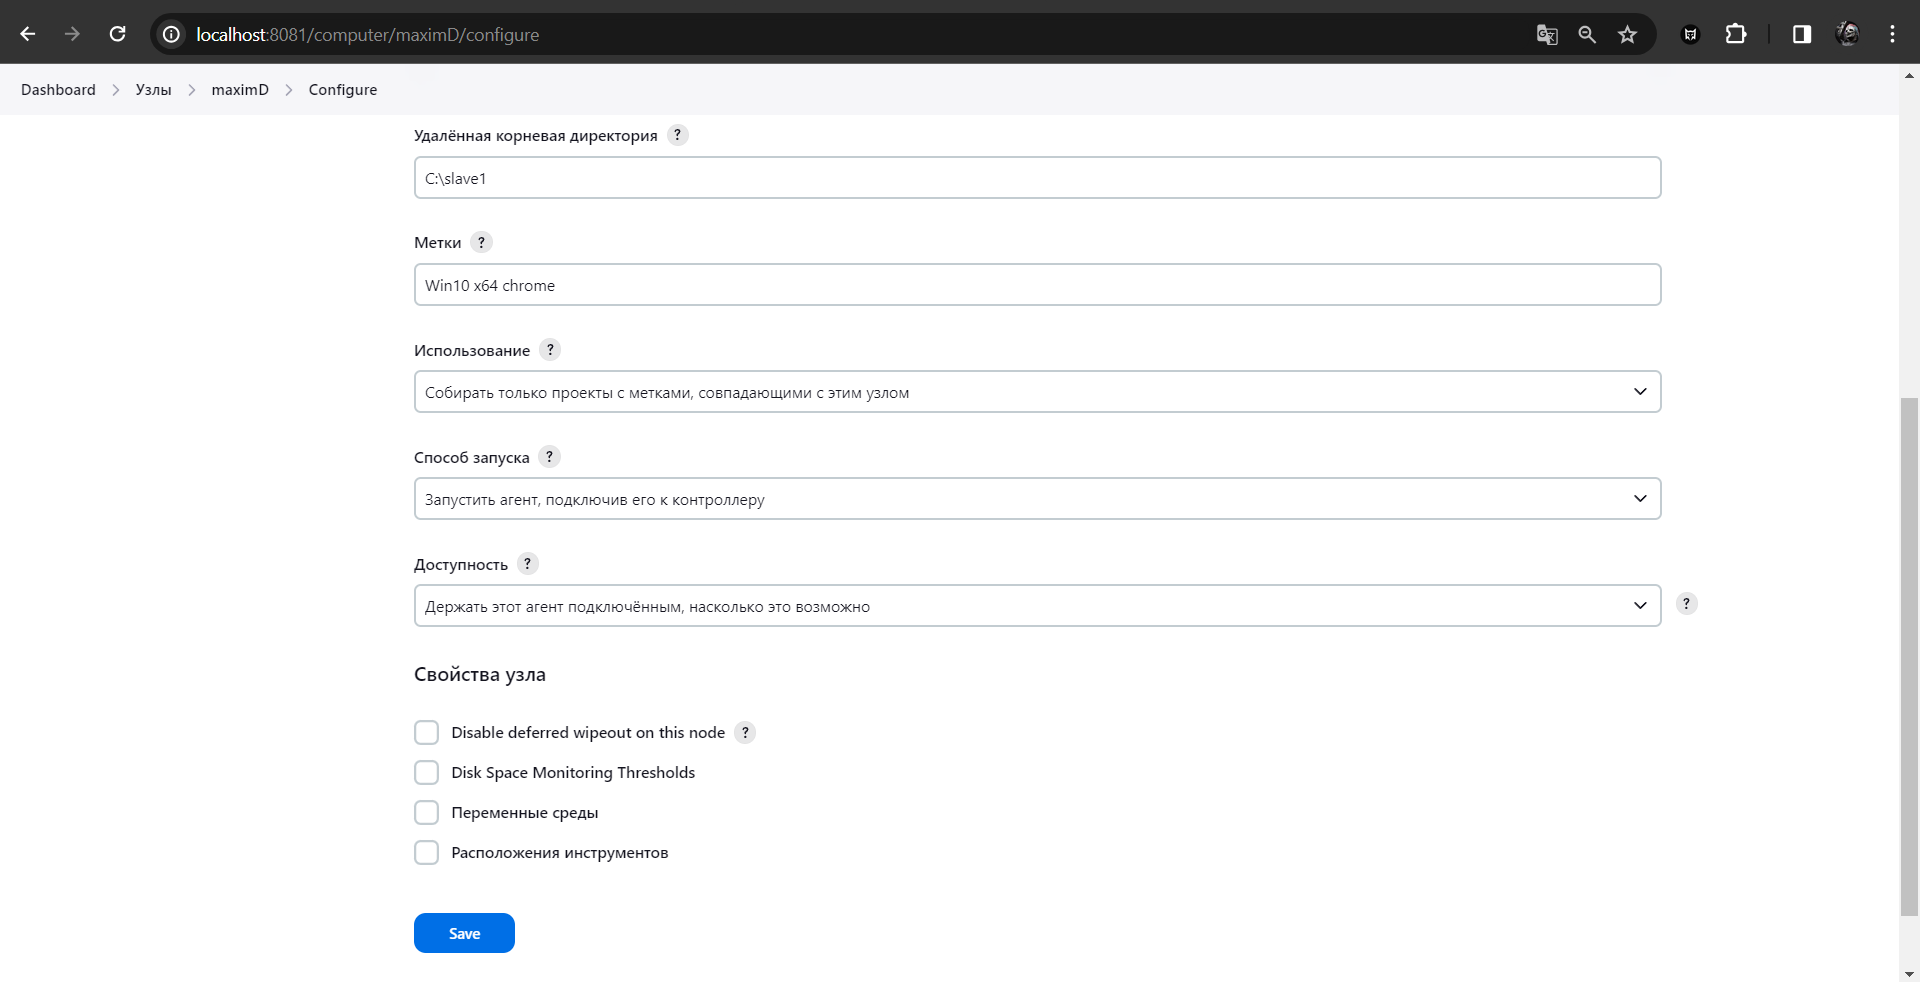 localhost:8081/computer/maximD/configure
Dashboard > Узлы > maximD > Configure
Удалённая корневая директория ?
C:\slave1
Метки ?
Win10 x64 chrome
Использование ?
Собирать только проекты с метками, совпадающими с этим узлом
Способ запуска ?
Запустить агент, подключив его к контроллеру
Доступность ?
Держать этот агент подключённым, насколько это возможно ?
Свойства узла
Disable deferred wipeout on this node ?
Disk Space Monitoring Thresholds
Переменные среды
Расположения инструментов
Save